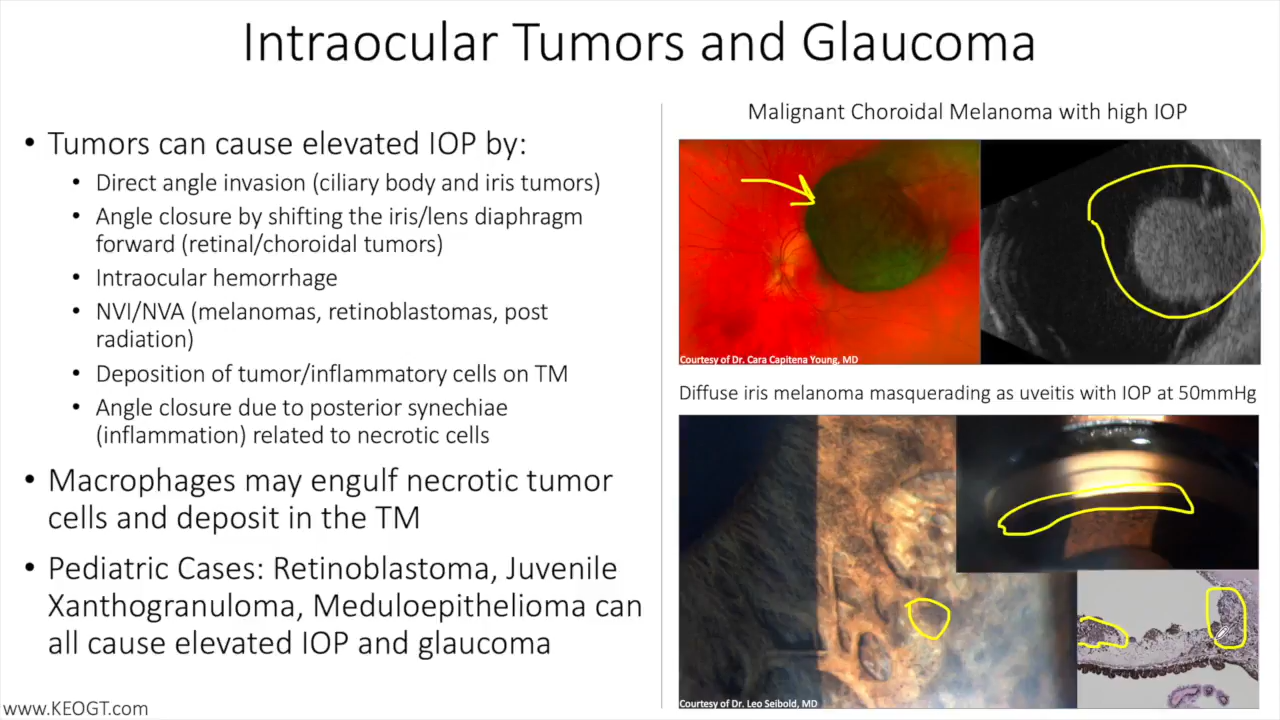 Intraocular Tumors and Glaucoma
• Tumors can cause elevated IOP by:
• Direct angle invasion (ciliary body and iris tumors)
• Angle closure by shifting the iris/lens diaphragm
forward (retinal/choroidal tumors)
• Intraocular hemorrhage
• NVI/NVA (melanomas, retinoblastomas, post
radiation)
• Deposition of tumor/inflammatory cells on TM
• Angle closure due to posterior synechiae
(inflammation) related to necrotic cells
• Macrophages may engulf necrotic tumor
cells and deposit in the TM
• Pediatric Cases: Retinoblastoma, Juvenile
Xanthogranuloma, Meduloepithelioma can
all cause elevated IOP and glaucoma
www.KEOGT.com
Malignant Choroidal Melanoma with high IOP
Courtesy of Dr. Cara Capitena Young, MD
Diffuse iris melanoma masquerading as uveitis with IOP at 50mmHg
Courtesy of Dr. Leo Seibold, MD